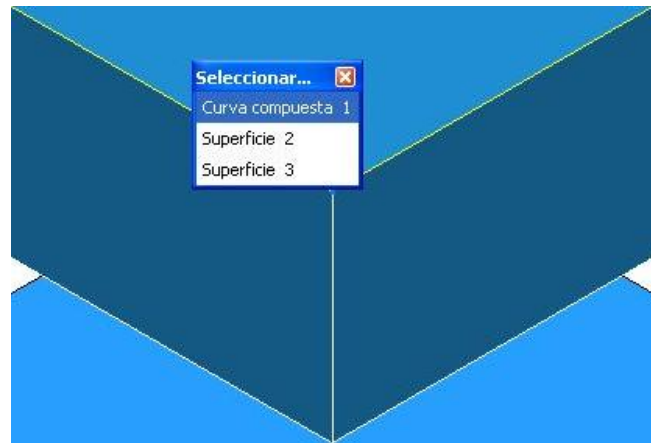 Seleccionar...
Curva compuesta 1
Superficie 2
Superficie 3